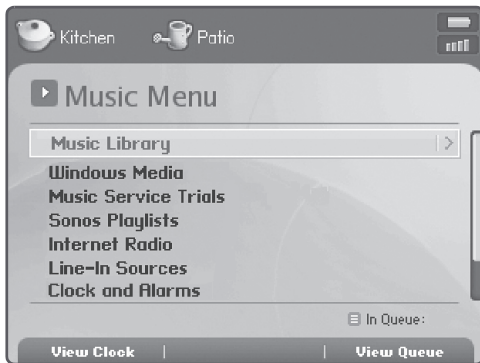 Kitchen Patio
Music Menu
Music Library
Windows Media
Music Service Trials
Sonos Playlists
Internet Radio
Line-In Sources
Clock and Alarms
In Queue:
View Clock View Queue